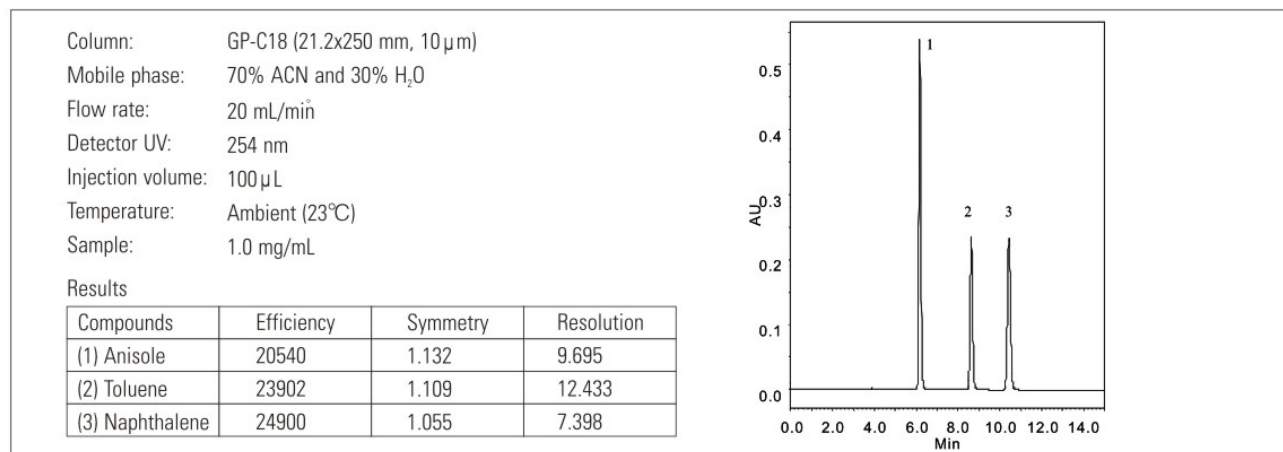 Column: GP-C18 (21.2x250 mm, 10μm)
Mobile phase: 70% ACN and 30% H₂O
Flow rate: 20 mL/min°
Detector UV: 254 nm
Injection volume: 100μL
Temperature: Ambient (23℃)
Sample: 1.0 mg/mL
Results
Compounds Efficiency Symmetry Resolution
(1) Anisole 20540 1.132 9.695
(2) Toluene 23902 1.109 12.433
(3) Naphthalene 24900 1.055 7.398
1
0.5
0.4
0.3
AU
2 3
0.2
0.1
0.0
0.0 2.0 4.0 6.0 8.0 10.0 12.0 14.0
Min